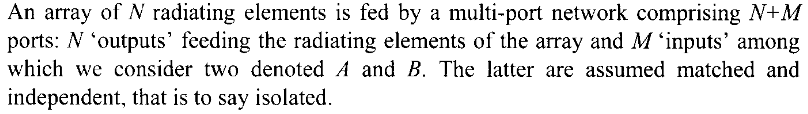 An array of N radiating elements is fed by a multi-port network comprising N+M
ports: N ‘outputs’ feeding the radiating elements of the array and M ‘inputs’ among
which we consider two denoted A and B. The latter are assumed matched and
independent, that is to say isolated.